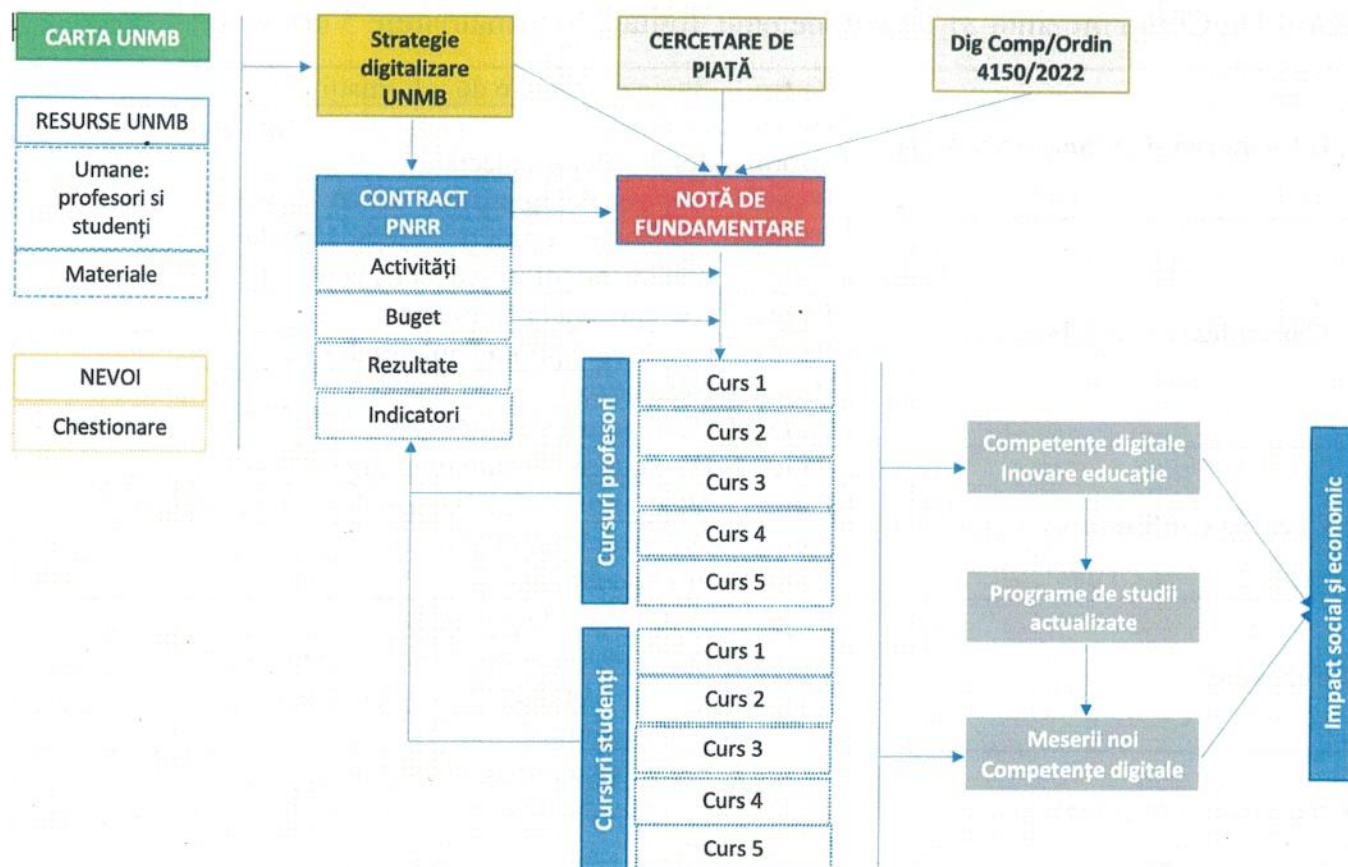 CARTA UNMB
RESURSE UNMB
Umane:
profesori si
studenți
Materiale
NEVOI
Chestionare
Strategie
digitalizare
UNMB
CERCETARE DE
PIAȚĂ
Dig Comp/Ordin
4150/2022
CONTRACT
PNRR
Activități
Buget
Rezultate
Indicatori
NOTĂ DE
FUNDAMENTARE
Cursuri profesori
Curs 1
Curs 2
Curs 3
Curs 4
Curs 5
Cursuri studenți
Curs 1
Curs 2
Curs 3
Curs 4
Curs 5
Competențe digitale
Inovare educație
Programe de studii
actualizate
Meserii noi
Competențe digitale
Impact social și economic